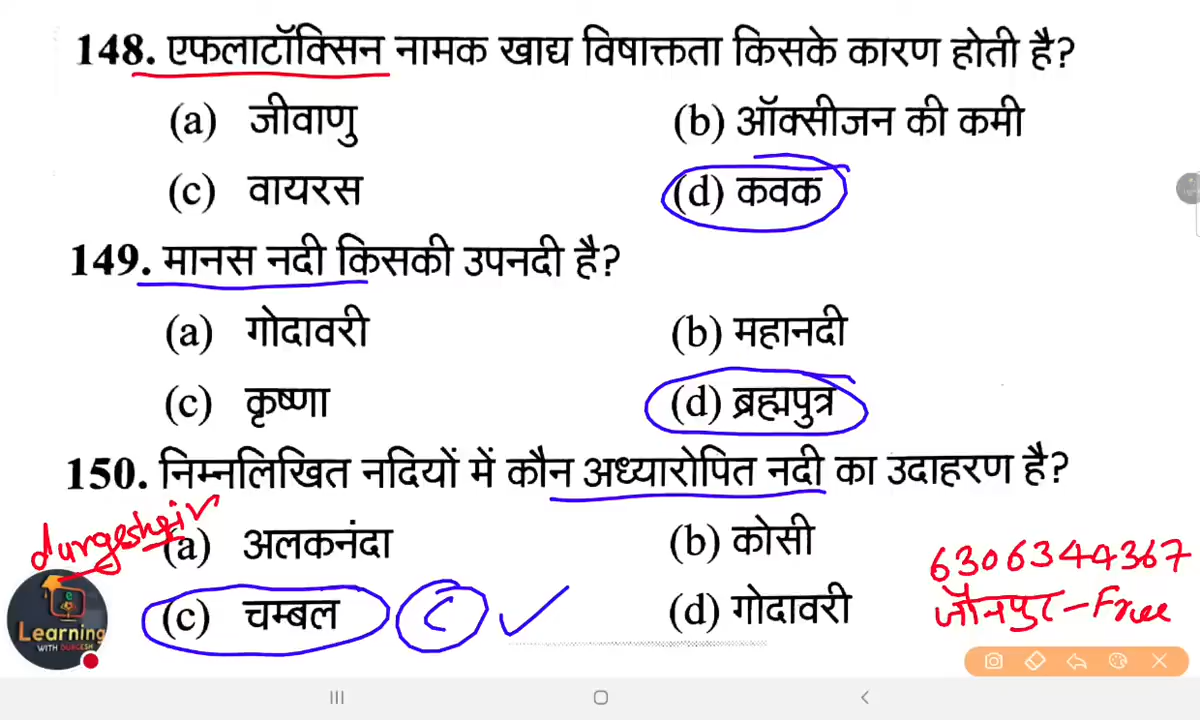 148. एफलाटॉक्सिन नामक खाद्य विषाक्तता किसके कारण होती है?
(a) जीवाणु (b) ऑक्सीजन की कमी
(c) वायरस (d) कवक
149. मानस नदी किसकी उपनदी है?
(a) गोदावरी (b) महानदी
(c) कृष्णा (d) ब्रह्मपुत्र
150. निम्नलिखित नदियों में कौन अध्यारोपित नदी का उदाहरण है?
(a) अलकनंदा (b) कोसी
(c) चम्बल (d) गोदावरी
C
6306344367
जौनपुर - Free
Learning
WITH DURGESH